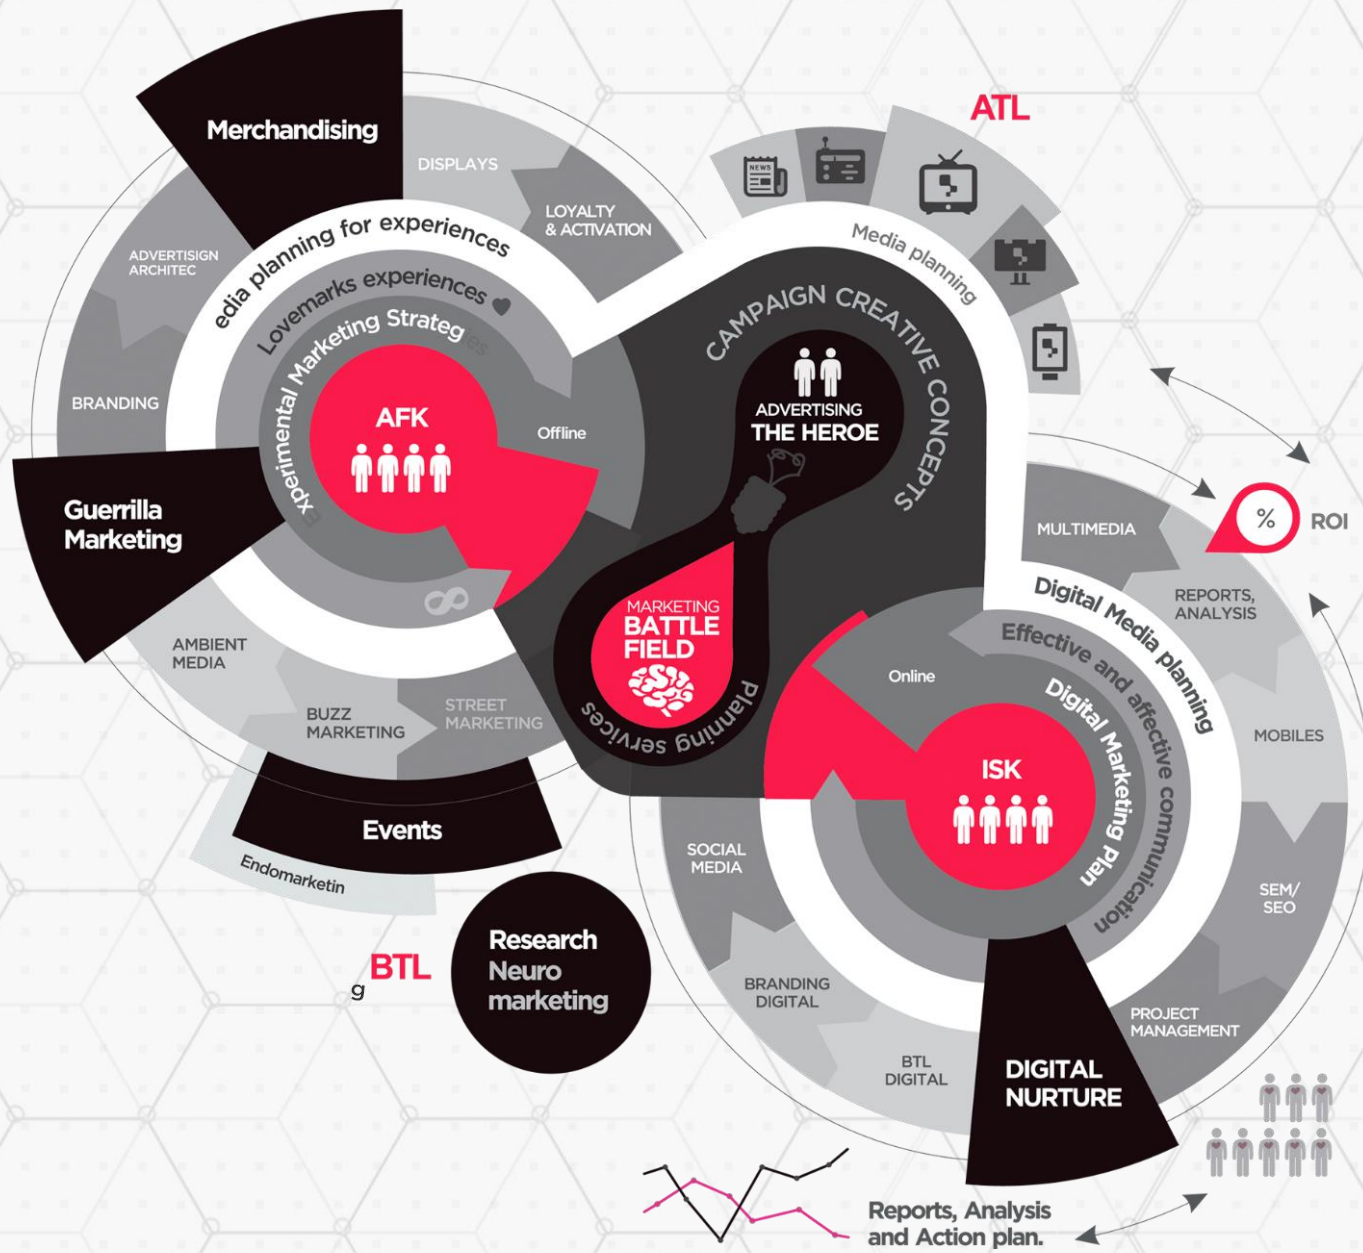 Merchandising
DISPLAYS
LOYALTY
& ACTIVATION
ADVERTISIGN
ARCHITEC
BRANDING
Guerrilla
Marketing
AMBIENT
MEDIA
BUZZ
MARKETING
STREET
MARKETING
Events
Endomarketin
g
BTL
Research
Neuro
marketing
edia planning for experiences
Lovemarks experiences
Experimental Marketing Strateges
AFK
Offline
ATL
NEWS
Media planning
CAMPAIGN CREATIVE CONCEPTS
ADVERTISING
THE HEROE
MARKETING
BATTLE
FIELD
Planning services
% ROI
MULTIMEDIA
REPORTS,
ANALYSIS
MOBILES
SEM/
SEO
PROJECT
MANAGEMENT
DIGITAL
NURTURE
BTL
DIGITAL
BRANDING
DIGITAL
SOCIAL
MEDIA
Digital Media planning
Effective and affective communication
Digital Marketing Plan
Online
ISK
Reports, Analysis
and Action plan.